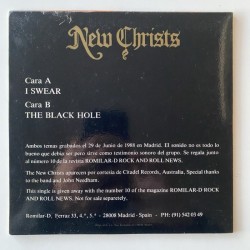 New Christs
Cara A
I SWEAR
Cara B
THE BLACK HOLE
Ambos temas grabados el 29 de Junio de 1988 en Madrid. El sonido no es todo lo
bueno que debia ser pero sirve como testimonio sonoro del grupo. Se regala junto
al número 10 de la revista ROMILAR-D ROCK AND ROLL NEWS.
The New Christs aparecen por cortesia de Citadel Records, Australia, Special thanks
to the band and John Needham.
This single is given away with the number 10 of the magazine ROMILAR-D ROCK
AND ROLL NEWS. Not for sale separately.
Romilar-D, Ferraz 33, 4.º, 5.ª - 28008 Madrid - Spain - PH: (91) 542 03 49